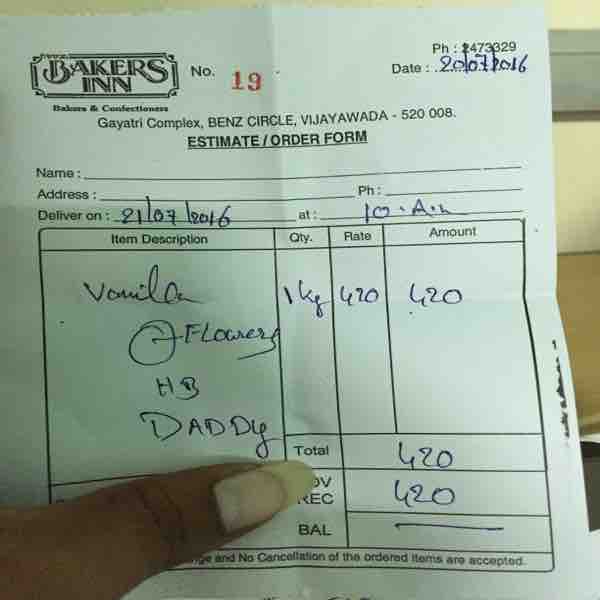 Ph : 2473329
BAKERS INN
No. 19
Date : 20/07/2016
Bakers & Confectioners
Gayatri Complex, BENZ CIRCLE, VIJAYAWADA - 520 008.
ESTIMATE / ORDER FORM
Name :
Address : Ph :
Deliver on : 21/07/2016 at : 10.A.M
Item Description Qty. Rate Amount
Vanilla 1kg 420 420
Flowers
HB
DADDy
Total 420
DV 420
REC
BAL
nge and No Cancellation of the ordered items are accepted.